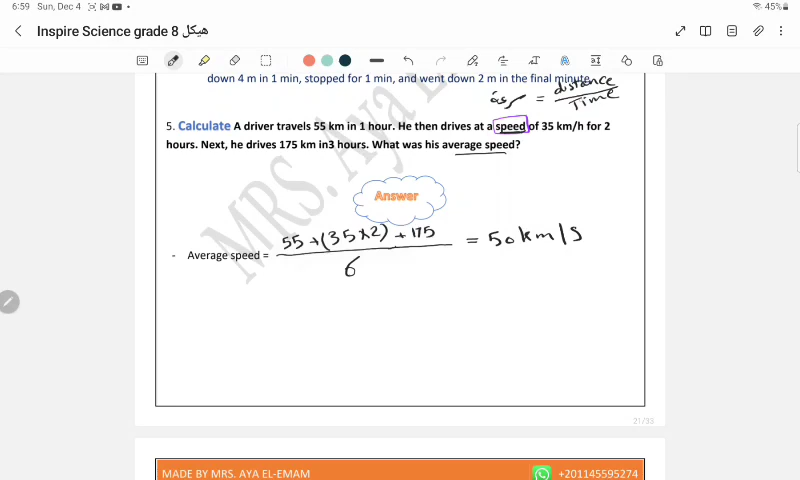 6:59 Sun, Dec 4
45%
Inspire Science grade 8 هيكل
down 4 m in 1 min, stopped for 1 min, and went down 2 m in the final minute.
سرعة = distance / Time
5. Calculate A driver travels 55 km in 1 hour. He then drives at a speed of 35 km/h for 2
hours. Next, he drives 175 km in3 hours. What was his average speed?
MRS. Aya E
Answer
- Average speed = 55 + (35 × 2) + 175 / 6 = 50 km/s
21/33
MADE BY MRS. AYA EL-EMAM
+201145595274